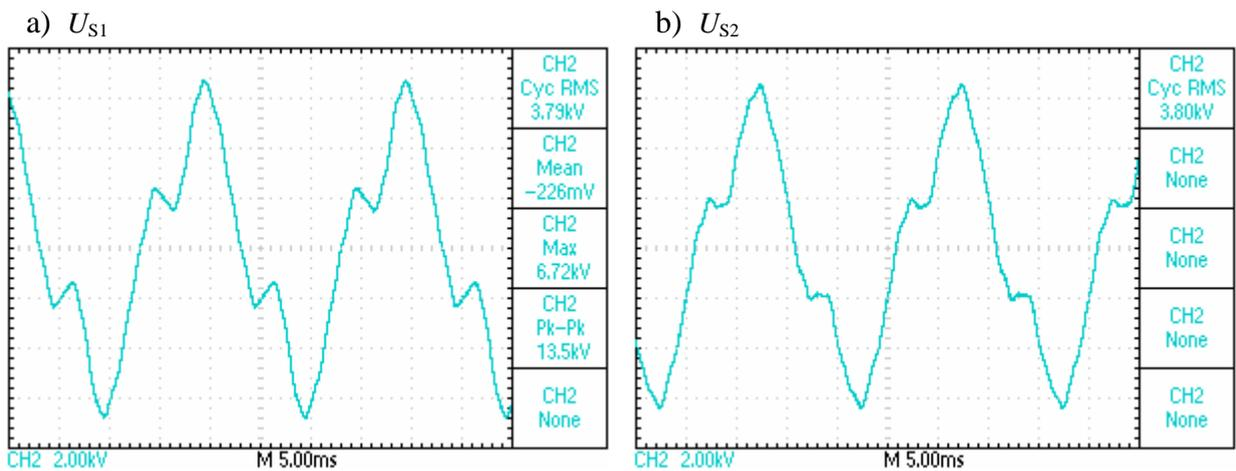 a) U_S1
CH2
Cyc RMS
3.79kV
CH2
Mean
-226mV
CH2
Max
6.72kV
CH2
Pk-Pk
13.5kV
CH2
None
CH2 2.00kV M 5.00ms
b) U_S2
CH2
Cyc RMS
3.80kV
CH2
None
CH2
None
CH2
None
CH2
None
CH2 2.00kV M 5.00ms